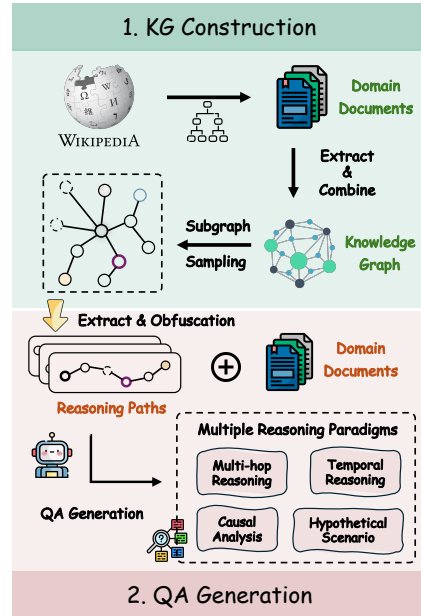 1. KG Construction
WIKIPEDIA
Domain
Documents
Extract
&
Combine
Subgraph
Sampling
Knowledge
Graph
Extract & Obfuscation
Reasoning Paths
Domain
Documents
Multiple Reasoning Paradigms
Multi-hop
Reasoning
Temporal
Reasoning
QA Generation
Causal
Analysis
Hypothetical
Scenario
2. QA Generation